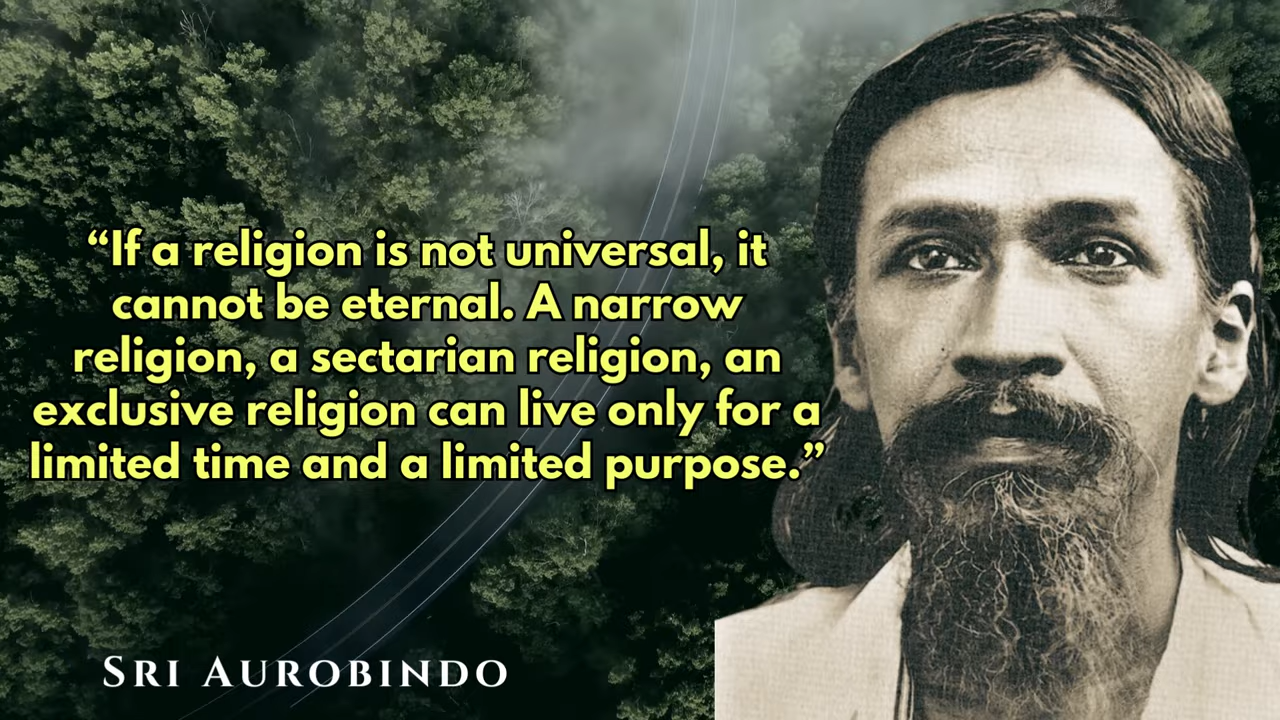 “If a religion is not universal, it
cannot be eternal. A narrow
religion, a sectarian religion, an
exclusive religion can live only for a
limited time and a limited purpose.”
Sri Aurobindo